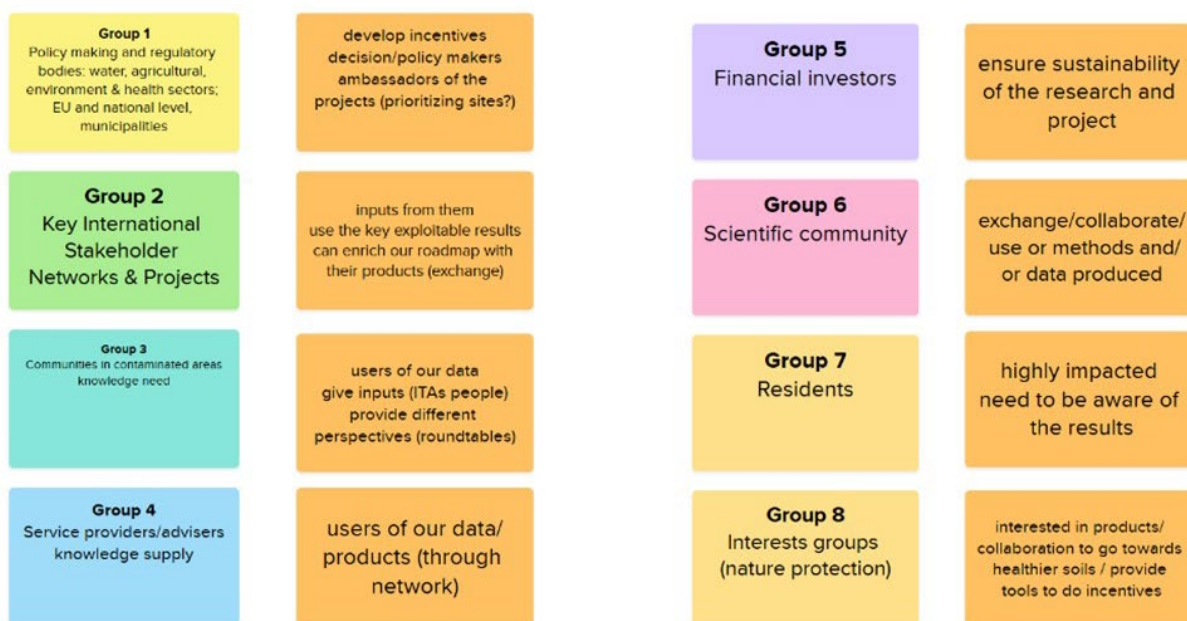 Group 1
Policy making and regulatory
bodies: water, agricultural,
environment & health sectors;
EU and national level,
municipalities
develop incentives
decision/policy makers
ambassadors of the
projects (prioritizing sites?)
Group 2
Key International
Stakeholder
Networks & Projects
inputs from them
use the key exploitable results
can enrich our roadmap with
their products (exchange)
Group 3
Communities in contaminated areas
knowledge need
users of our data
give inputs (ITAs people)
provide different
perspectives (roundtables)
Group 4
Service providers/advisers
knowledge supply
users of our data/
products (through
network)
Group 5
Financial investors
ensure sustainability
of the research and
project
Group 6
Scientific community
exchange/collaborate/
use or methods and/
or data produced
Group 7
Residents
highly impacted
need to be aware of
the results
Group 8
Interests groups
(nature protection)
interested in products/
collaboration to go towards
healthier soils / provide
tools to do incentives